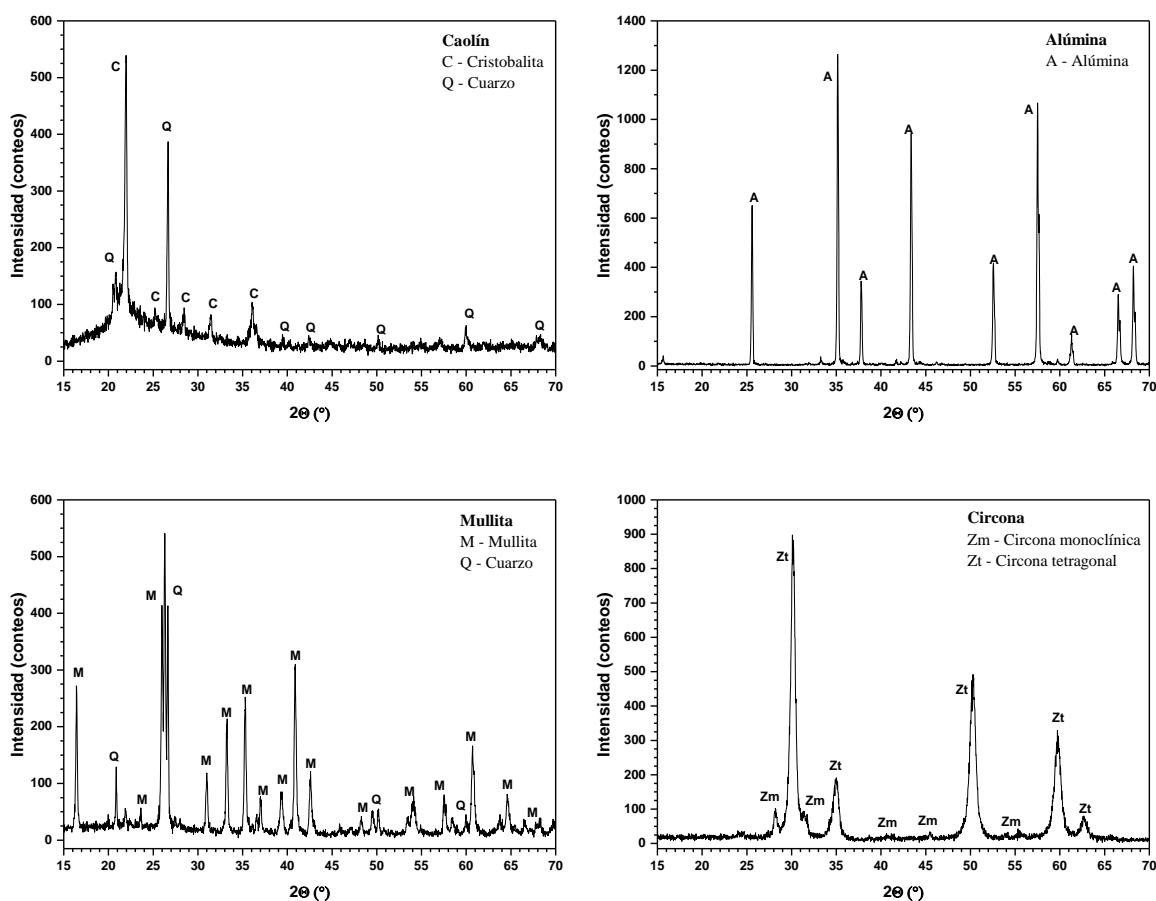 Caolín
C - Cristobalita
Q - Cuarzo
Intensidad (conteos)
600
500
400
300
200
100
0
C
Q
Q
C
C
C
C
Q
Q
Q
Q
Q
15 20 25 30 35 40 45 50 55 60 65 70
2Θ (º)
Alúmina
A - Alúmina
Intensidad (conteos)
1400
1200
1000
800
600
400
200
0
A
A
A
A
A
A
A
A
A
15 20 25 30 35 40 45 50 55 60 65 70
2Θ (º)
Mullita
M - Mullita
Q - Cuarzo
Intensidad (conteos)
600
500
400
300
200
100
0
M
Q
M
M
Q
M
M
M
M
M
M
M
M
Q
M
M
Q
M
M
M
15 20 25 30 35 40 45 50 55 60 65 70
2Θ (º)
Circona
Zm - Circona monoclínica
Zt - Circona tetragonal
Intensidad (conteos)
1000
900
800
700
600
500
400
300
200
100
0
Zm
Zt
Zm
Zt
Zm
Zm
Zt
Zm
Zt
Zt
15 20 25 30 35 40 45 50 55 60 65 70
2Θ (º)